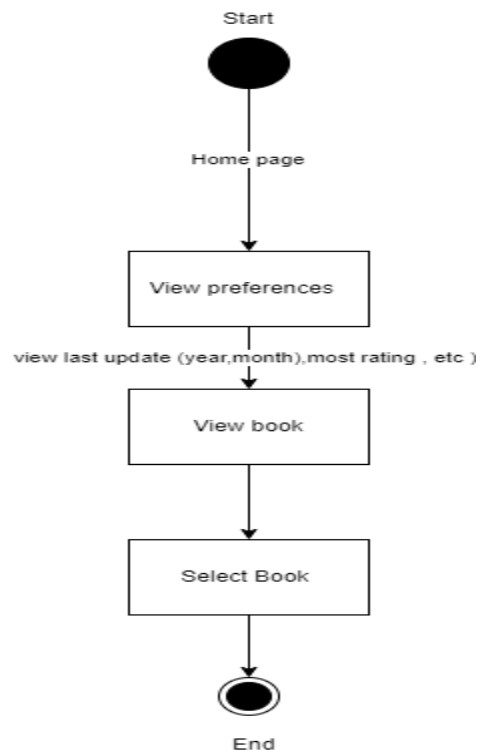 Start
Home page
View preferences
view last update (year,month),most rating , etc )
View book
Select Book
End